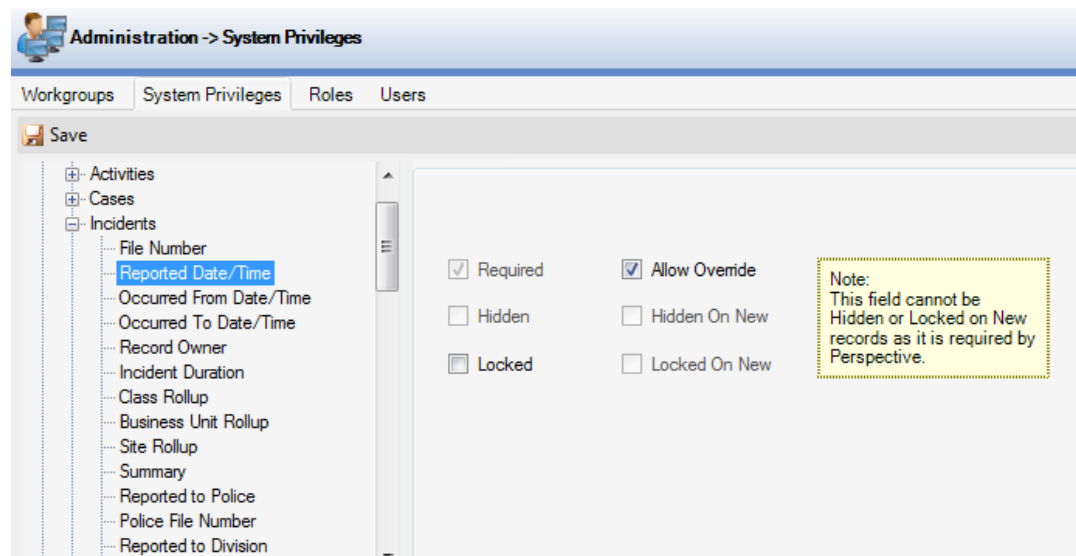 Administration -> System Privileges
Workgroups System Privileges Roles Users
Save
Activities
Cases
Incidents
File Number
Reported Date/Time
Occurred From Date/Time
Occurred To Date/Time
Record Owner
Incident Duration
Class Rollup
Business Unit Rollup
Site Rollup
Summary
Reported to Police
Police File Number
Reported to Division
Required Allow Override
Hidden Hidden On New
Locked Locked On New
Note:
This field cannot be
Hidden or Locked on New
records as it is required by
Perspective.